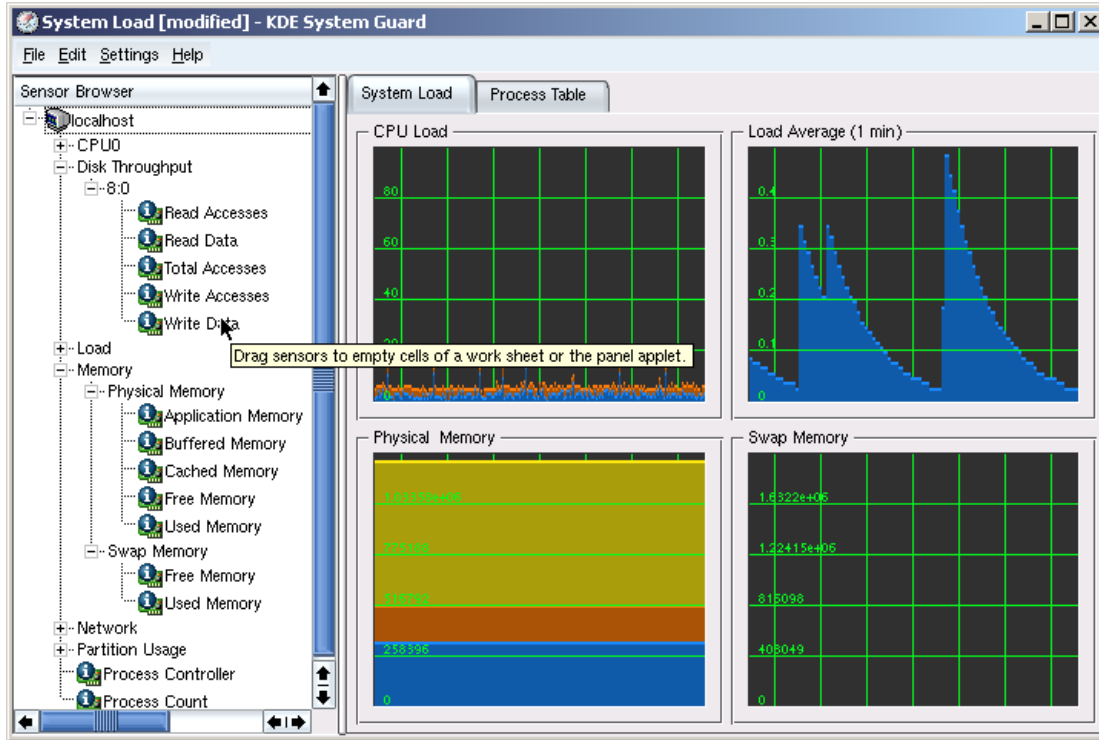 System Load [modified] - KDE System Guard
File Edit Settings Help
Sensor Browser
localhost
CPU0
Disk Throughput
8:0
Read Accesses
Read Data
Total Accesses
Write Accesses
Write Data
Drag sensors to empty cells of a work sheet or the panel applet.
Load
Memory
Physical Memory
Application Memory
Buffered Memory
Cached Memory
Free Memory
Used Memory
Swap Memory
Free Memory
Used Memory
Network
Partition Usage
Process Controller
Process Count
System Load Process Table
CPU Load
80
60
40
20
0
Load Average (1 min)
0.4
0.3
0.2
0.1
0
Physical Memory
516792
258396
0
Swap Memory
1.6322e+06
1.22415e+06
816098
408049
0